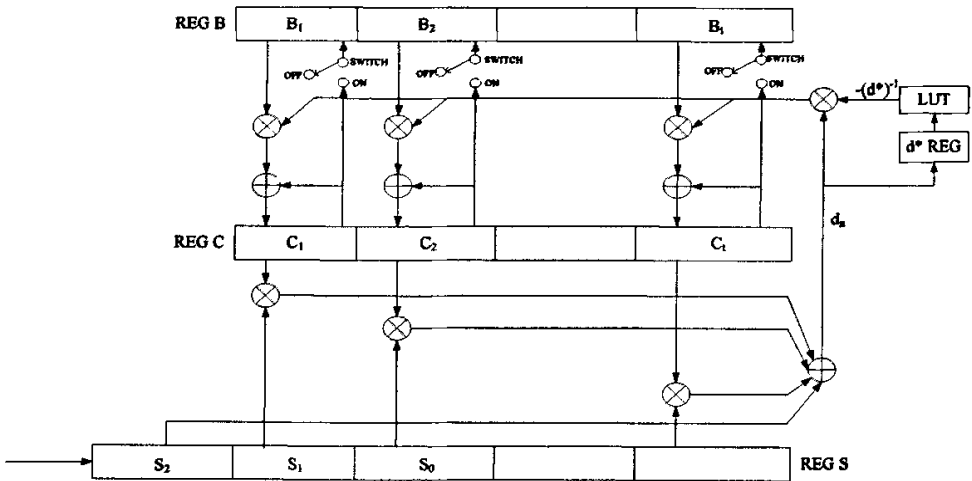 REG B B₁ B₂ Bₜ
OFF SWITCH ON OFF SWITCH ON OFF SWITCH ON
-(d*)⁻¹ LUT
d* REG
REG C C₁ C₂ Cₜ
dₙ
S₂ S₁ S₀ REG S